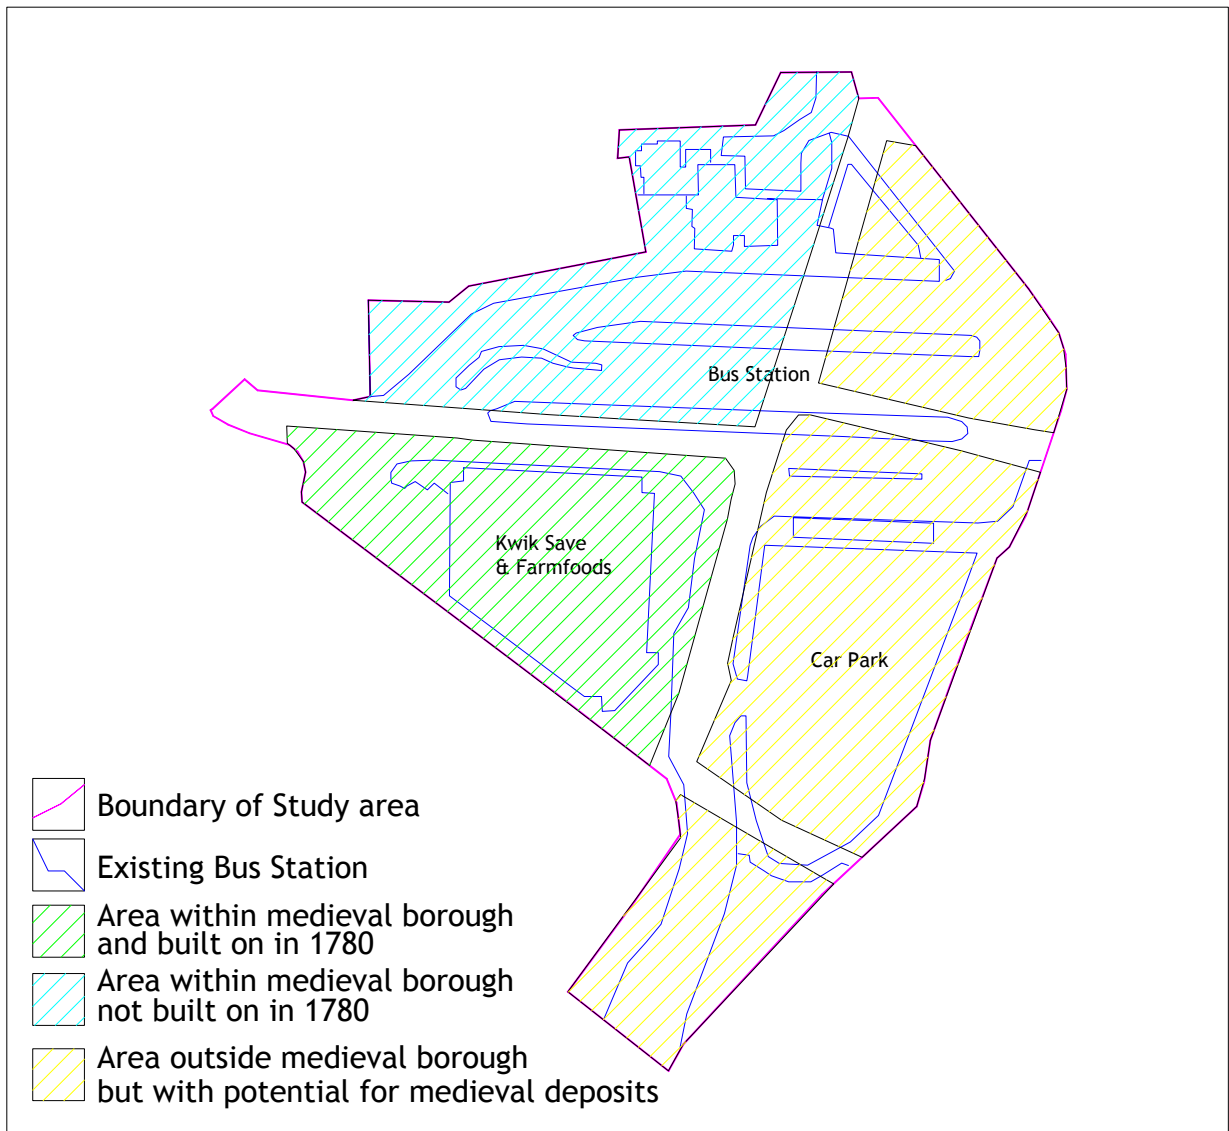 Bus Station
Kwik Save
& Farmfoods
Car Park
Boundary of Study area
Existing Bus Station
Area within medieval borough
and built on in 1780
Area within medieval borough
not built on in 1780
Area outside medieval borough
but with potential for medieval deposits